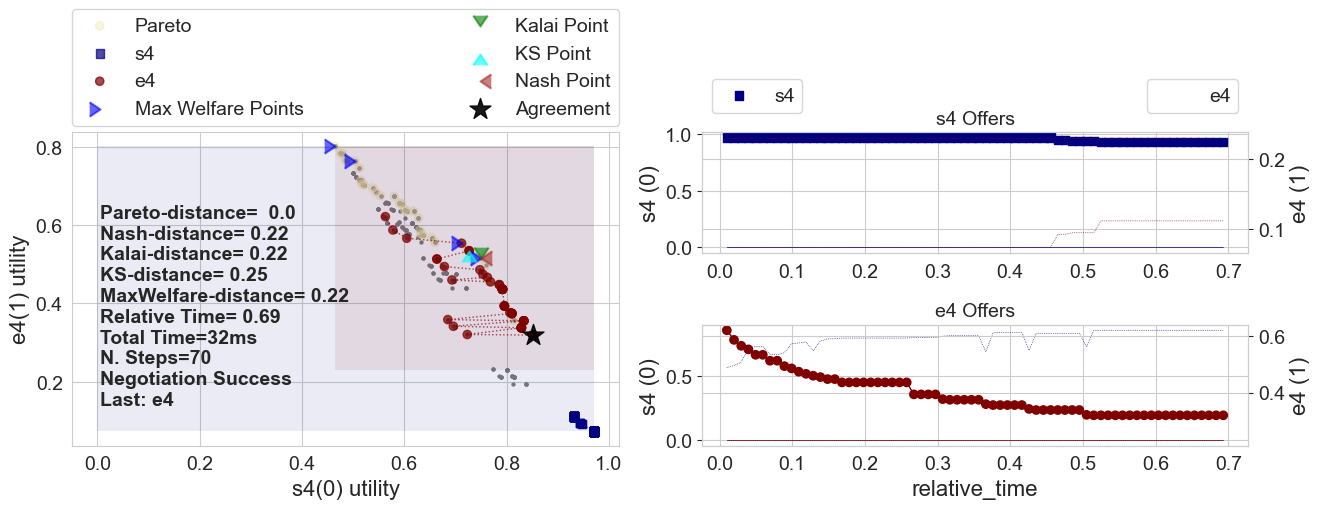 Pareto
s4
e4
Max Welfare Points
Kalai Point
KS Point
Nash Point
Agreement
0.8
0.6
0.4
0.2
e4(1) utility
Pareto-distance=  0.0
Nash-distance= 0.22
Kalai-distance= 0.22
KS-distance= 0.25
MaxWelfare-distance= 0.22
Relative Time= 0.69
Total Time=32ms
N. Steps=70
Negotiation Success
Last: e4
0.0 0.2 0.4 0.6 0.8 1.0
s4(0) utility
s4
e4
s4 Offers
1.0
0.5
0.0
s4 (0)
0.2
0.1
e4 (1)
0.0 0.1 0.2 0.3 0.4 0.5 0.6 0.7
e4 Offers
0.5
0.0
s4 (0)
0.6
0.4
e4 (1)
0.0 0.1 0.2 0.3 0.4 0.5 0.6 0.7
relative_time